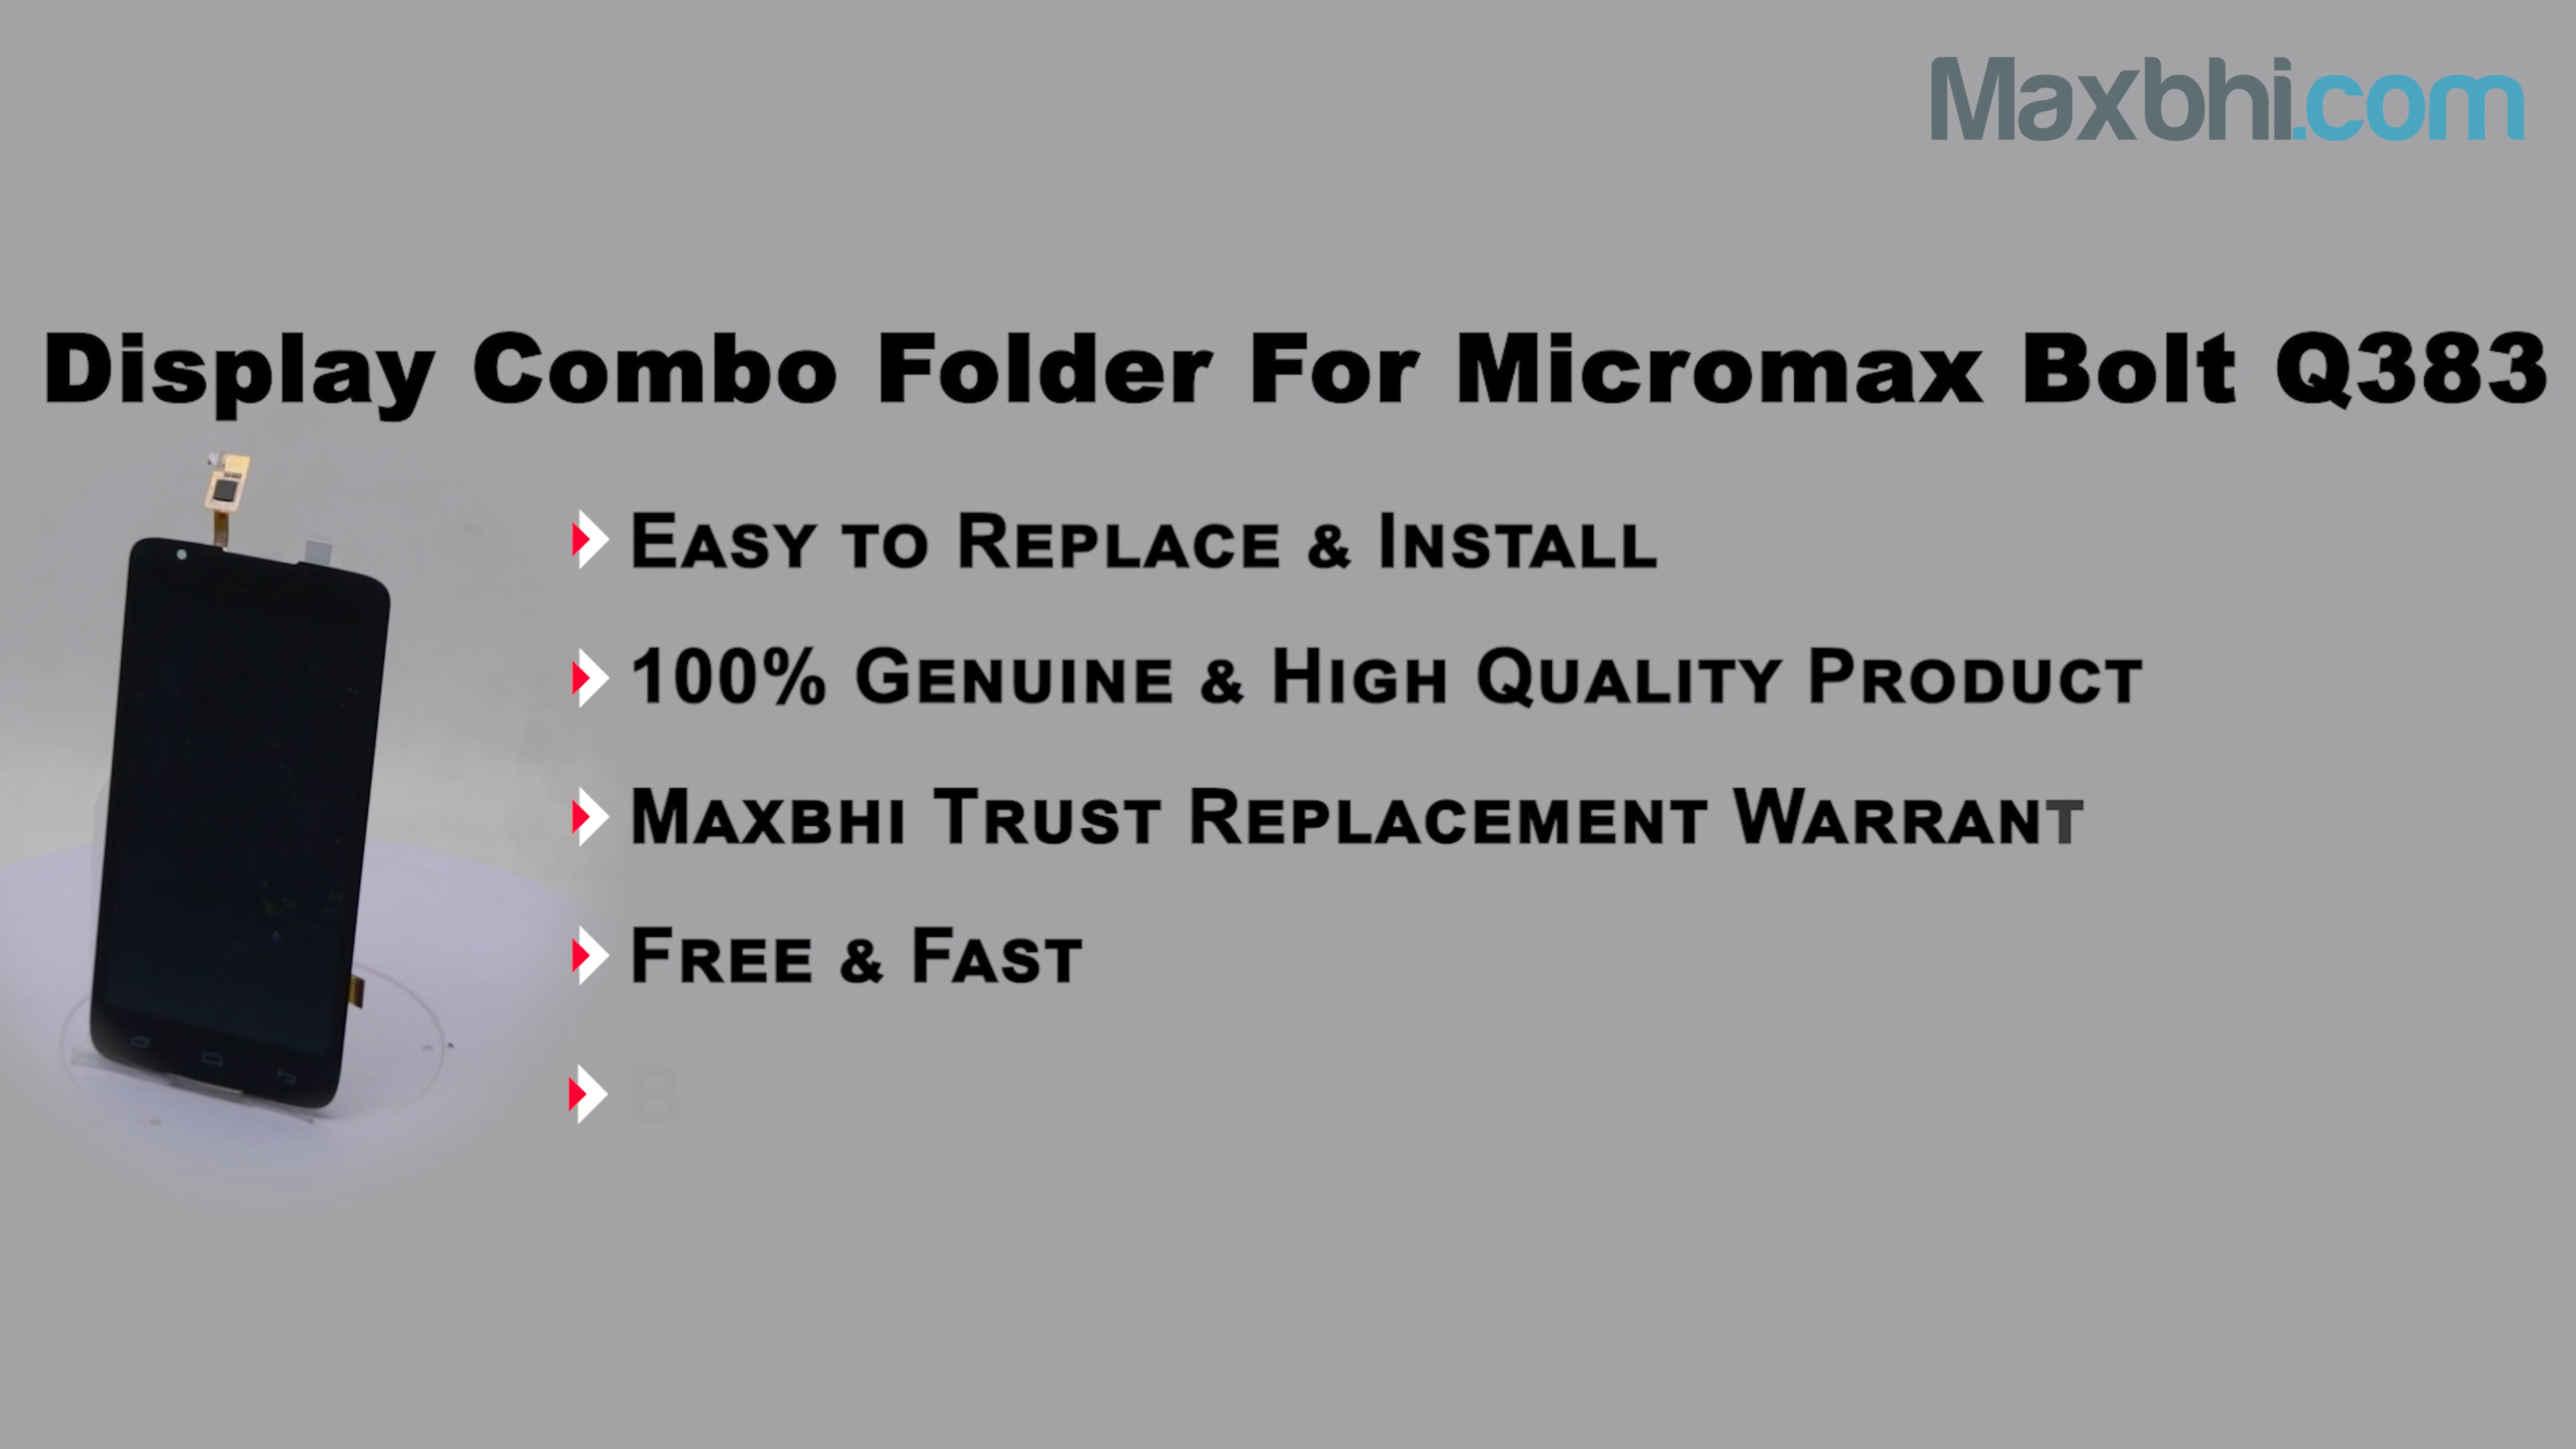 Maxbhi.com
Display Combo Folder For Micromax Bolt Q383
Easy to Replace & Install
100% Genuine & High Quality Product
Maxbhi Trust Replacement Warrant
Free & Fast
B